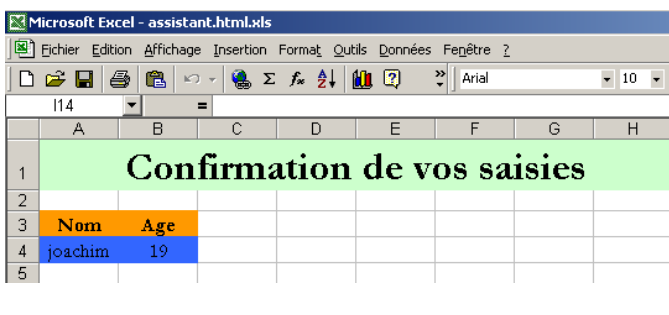 Microsoft Excel - assistant.html.xls
Fichier Edition Affichage Insertion Format Outils Données Fenêtre ?
Σ fx Arial 10
I14 =
A B C D E F G H
1 Confirmation de vos saisies
2
3 Nom Age
4 joachim 19
5